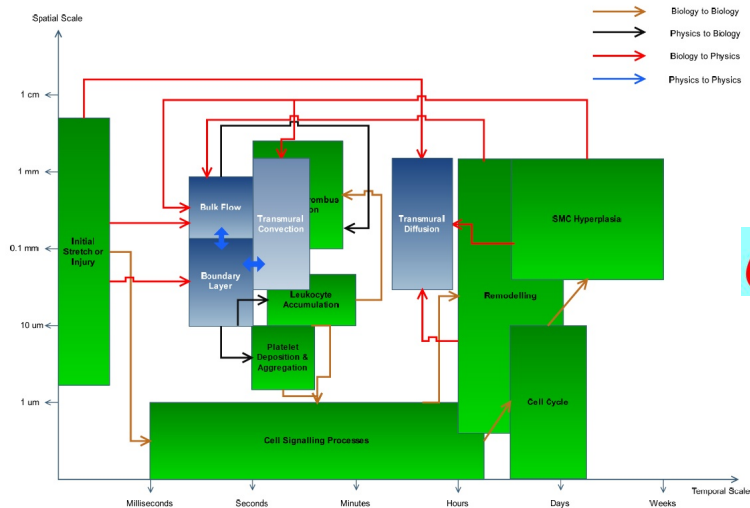 Spatial Scale
Biology to Biology
Physics to Biology
Biology to Physics
Physics to Physics
1 cm
1 mm
0.1 mm
10 um
1 um
Initial
Stretch or
Injury
Bulk Flow
Boundary
Layer
Transmural
Convection
Leukocyte
Accumulation
Platelet
Deposition &
Aggregation
Transmural
Diffusion
SMC Hyperplasia
Remodelling
Cell Cycle
Cell Signalling Processes
Temporal Scale
Milliseconds
Seconds
Minutes
Hours
Days
Weeks